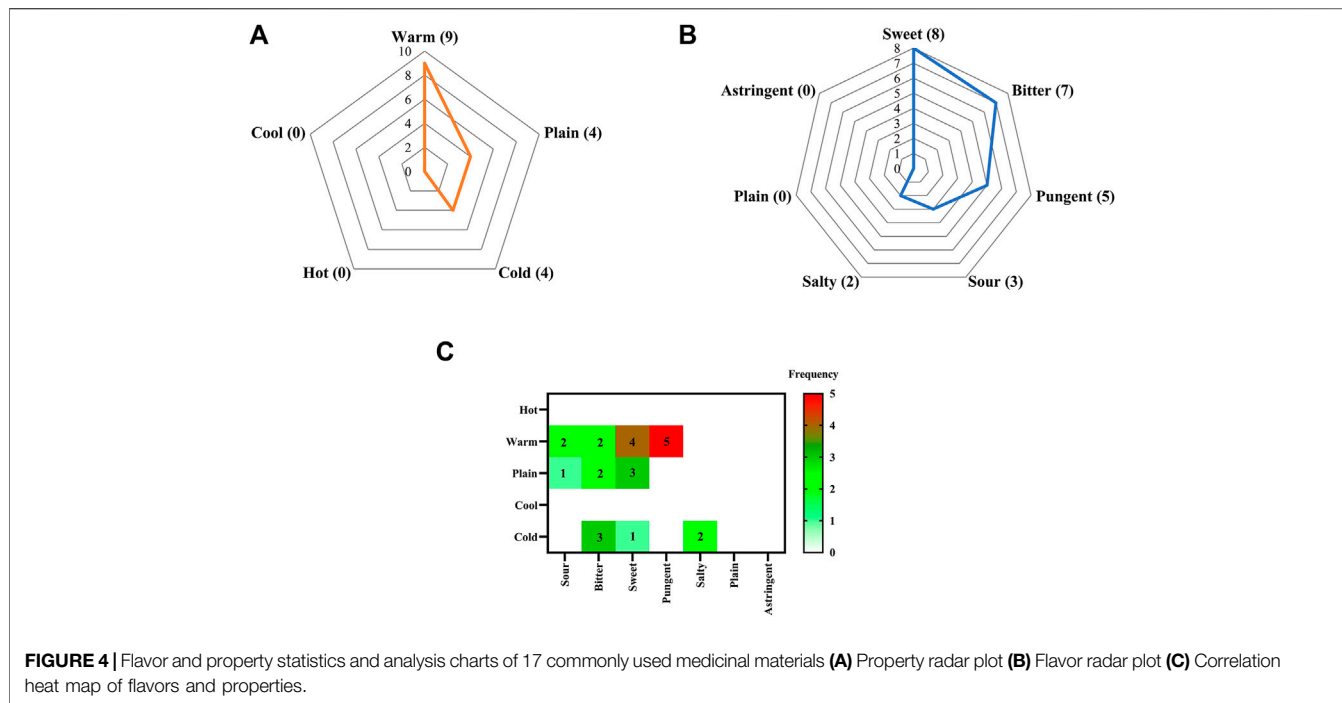 A
Warm (9)
10
8
6
4
2
0
Cool (0)
Plain (4)
Hot (0)
Cold (4)
B
Sweet (8)
8
7
6
5
4
3
2
1
0
Astringent (0)
Bitter (7)
Plain (0)
Pungent (5)
Salty (2)
Sour (3)
C
Frequency
Hot
Warm 2 2 4 5
Plain 1 2 3
Cool
Cold 3 1 2
Sour
Bitter
Sweet
Pungent
Salty
Plain
Astringent
5
4
3
2
1
0
FIGURE 4 | Flavor and property statistics and analysis charts of 17 commonly used medicinal materials (A) Property radar plot (B) Flavor radar plot (C) Correlation
heat map of flavors and properties.